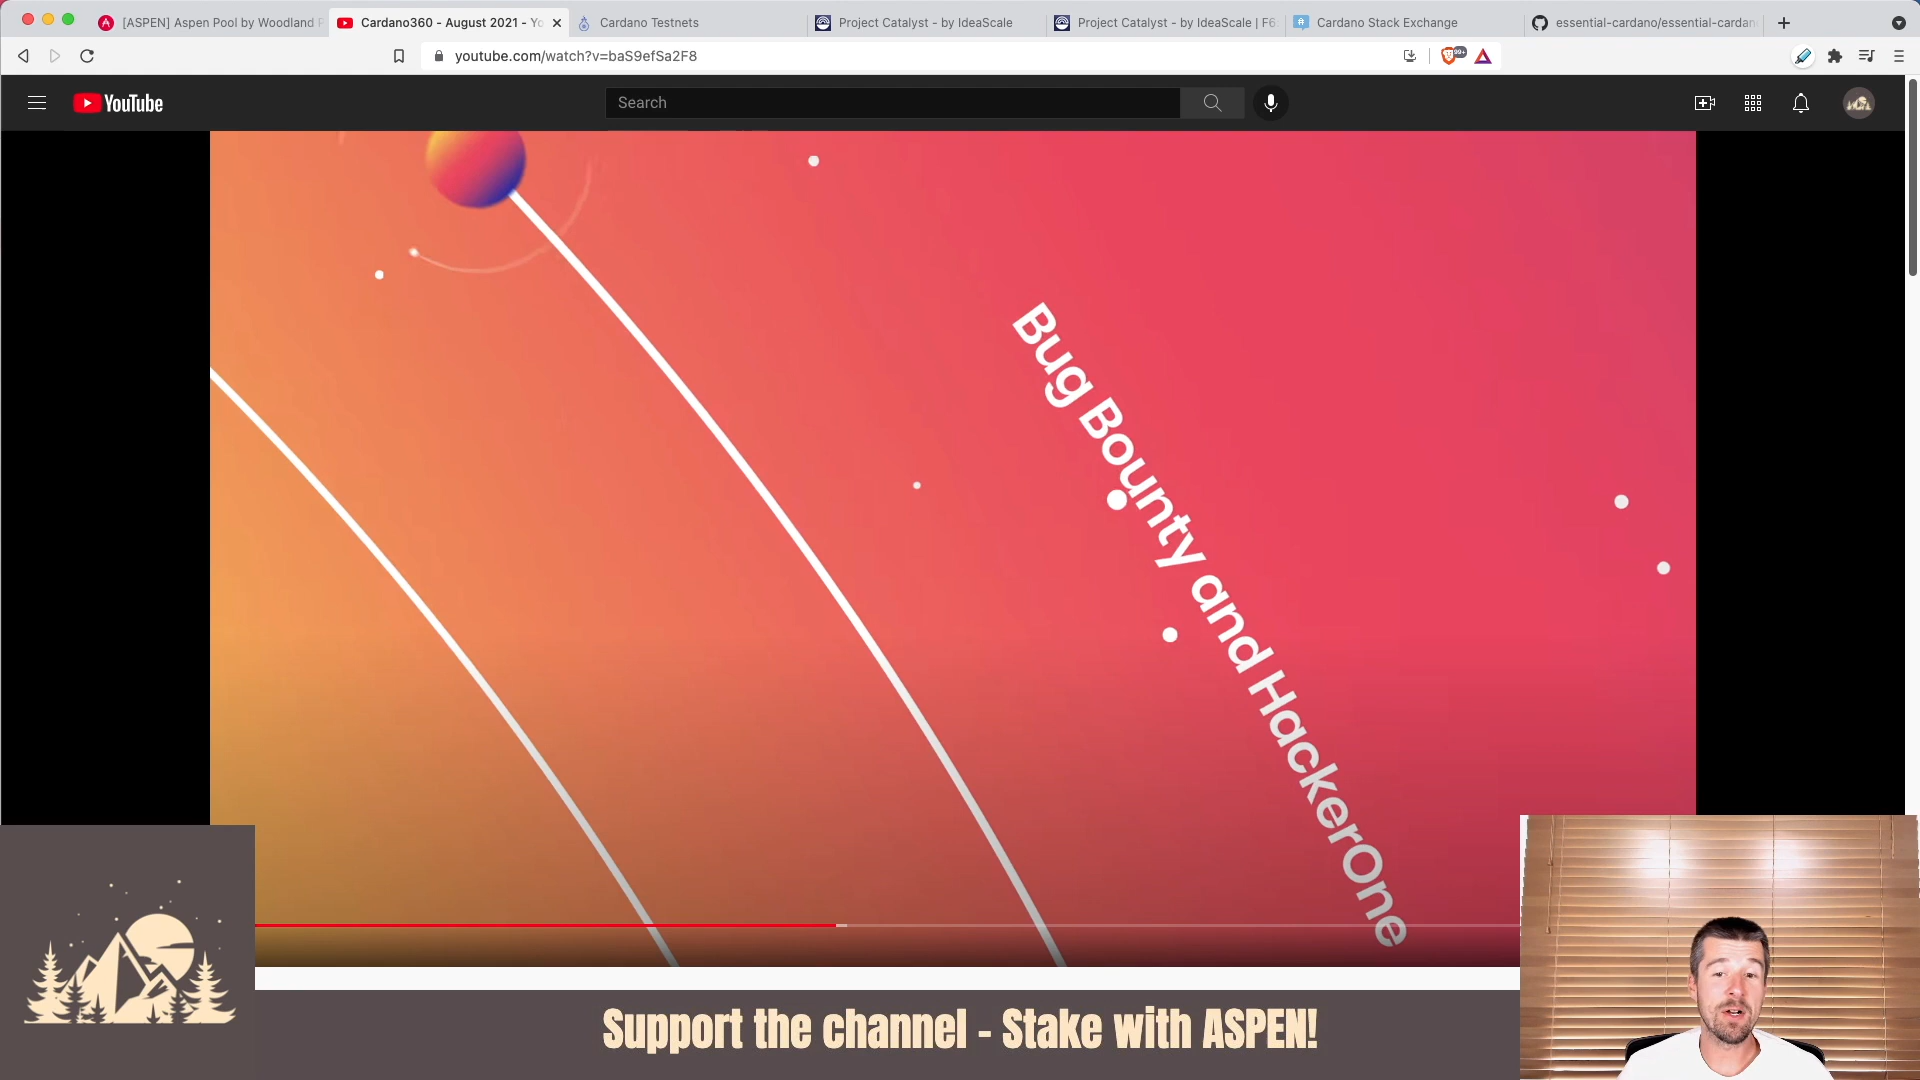 [ASPEN] Aspen Pool by Woodland P
Cardano360 - August 2021 - Yo
Cardano Testnets
Project Catalyst - by IdeaScale
Project Catalyst - by IdeaScale | F6
Cardano Stack Exchange
essential-cardano/essential-cardan
youtube.com/watch?v=baS9efSa2F8
99+
YouTube
Search
Bug Bounty and HackerOne
Support the channel - Stake with ASPEN!